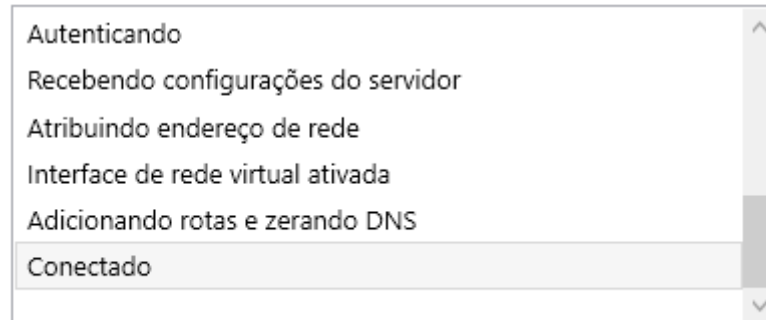 Autenticando
Recebendo configurações do servidor
Atribuindo endereço de rede
Interface de rede virtual ativada
Adicionando rotas e zerando DNS
Conectado